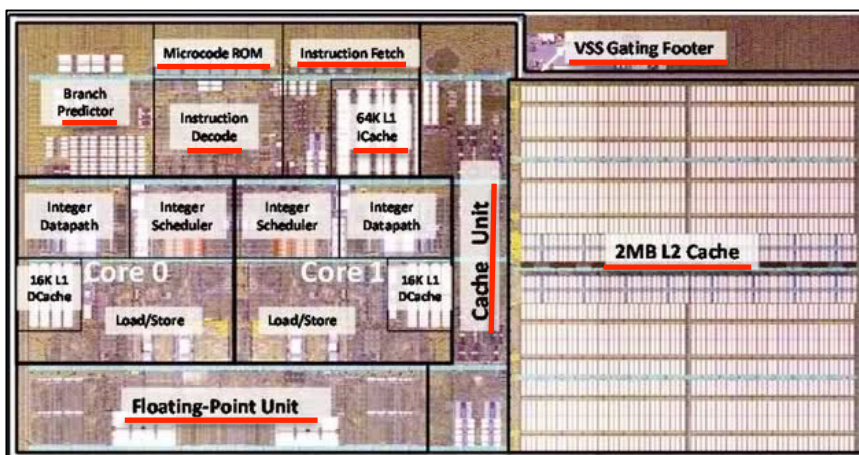 Microcode ROM
Instruction Fetch
VSS Gating Footer
Branch
Predictor
Instruction
Decode
64K L1
ICache
Integer
Datapath
Integer
Scheduler
Integer
Scheduler
Integer
Datapath
Cache Unit
2MB L2 Cache
Core 0
Core 1
16K L1
DCache
16K L1
DCache
Load/Store
Load/Store
Floating-Point Unit